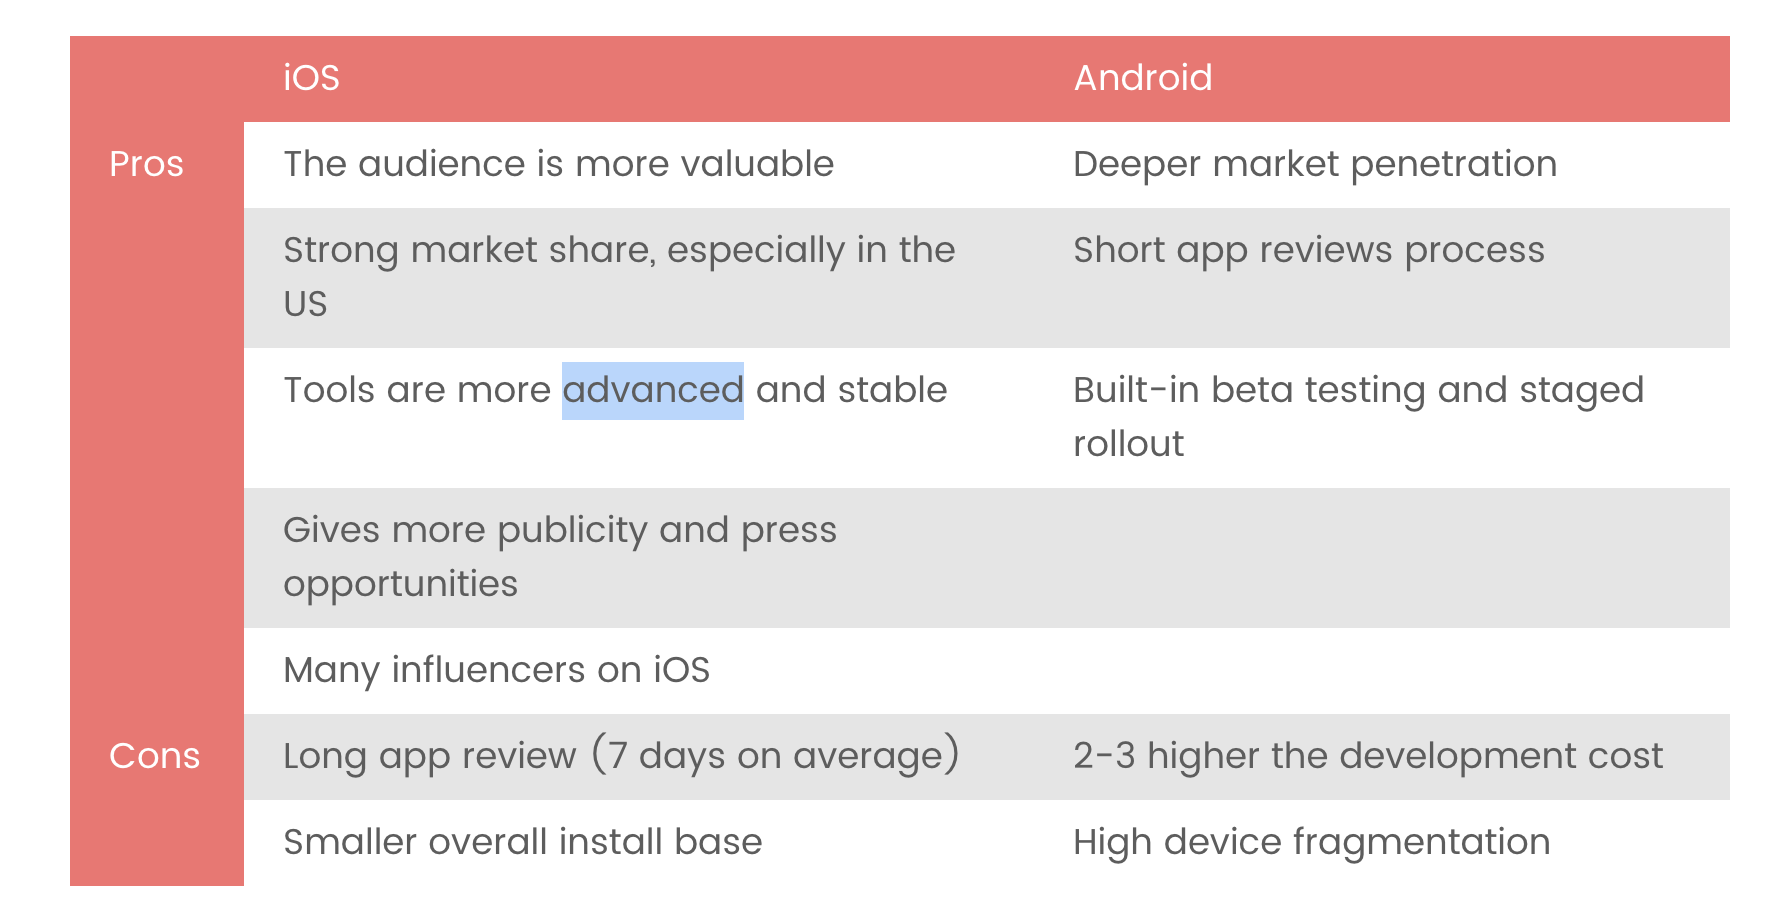 iOS Android
Pros The audience is more valuable Deeper market penetration
Strong market share, especially in the Short app reviews process
US
Tools are more advanced and stable Built-in beta testing and staged
rollout
Gives more publicity and press
opportunities
Many influencers on iOS
Cons Long app review (7 days on average) 2-3 higher the development cost
Smaller overall install base High device fragmentation